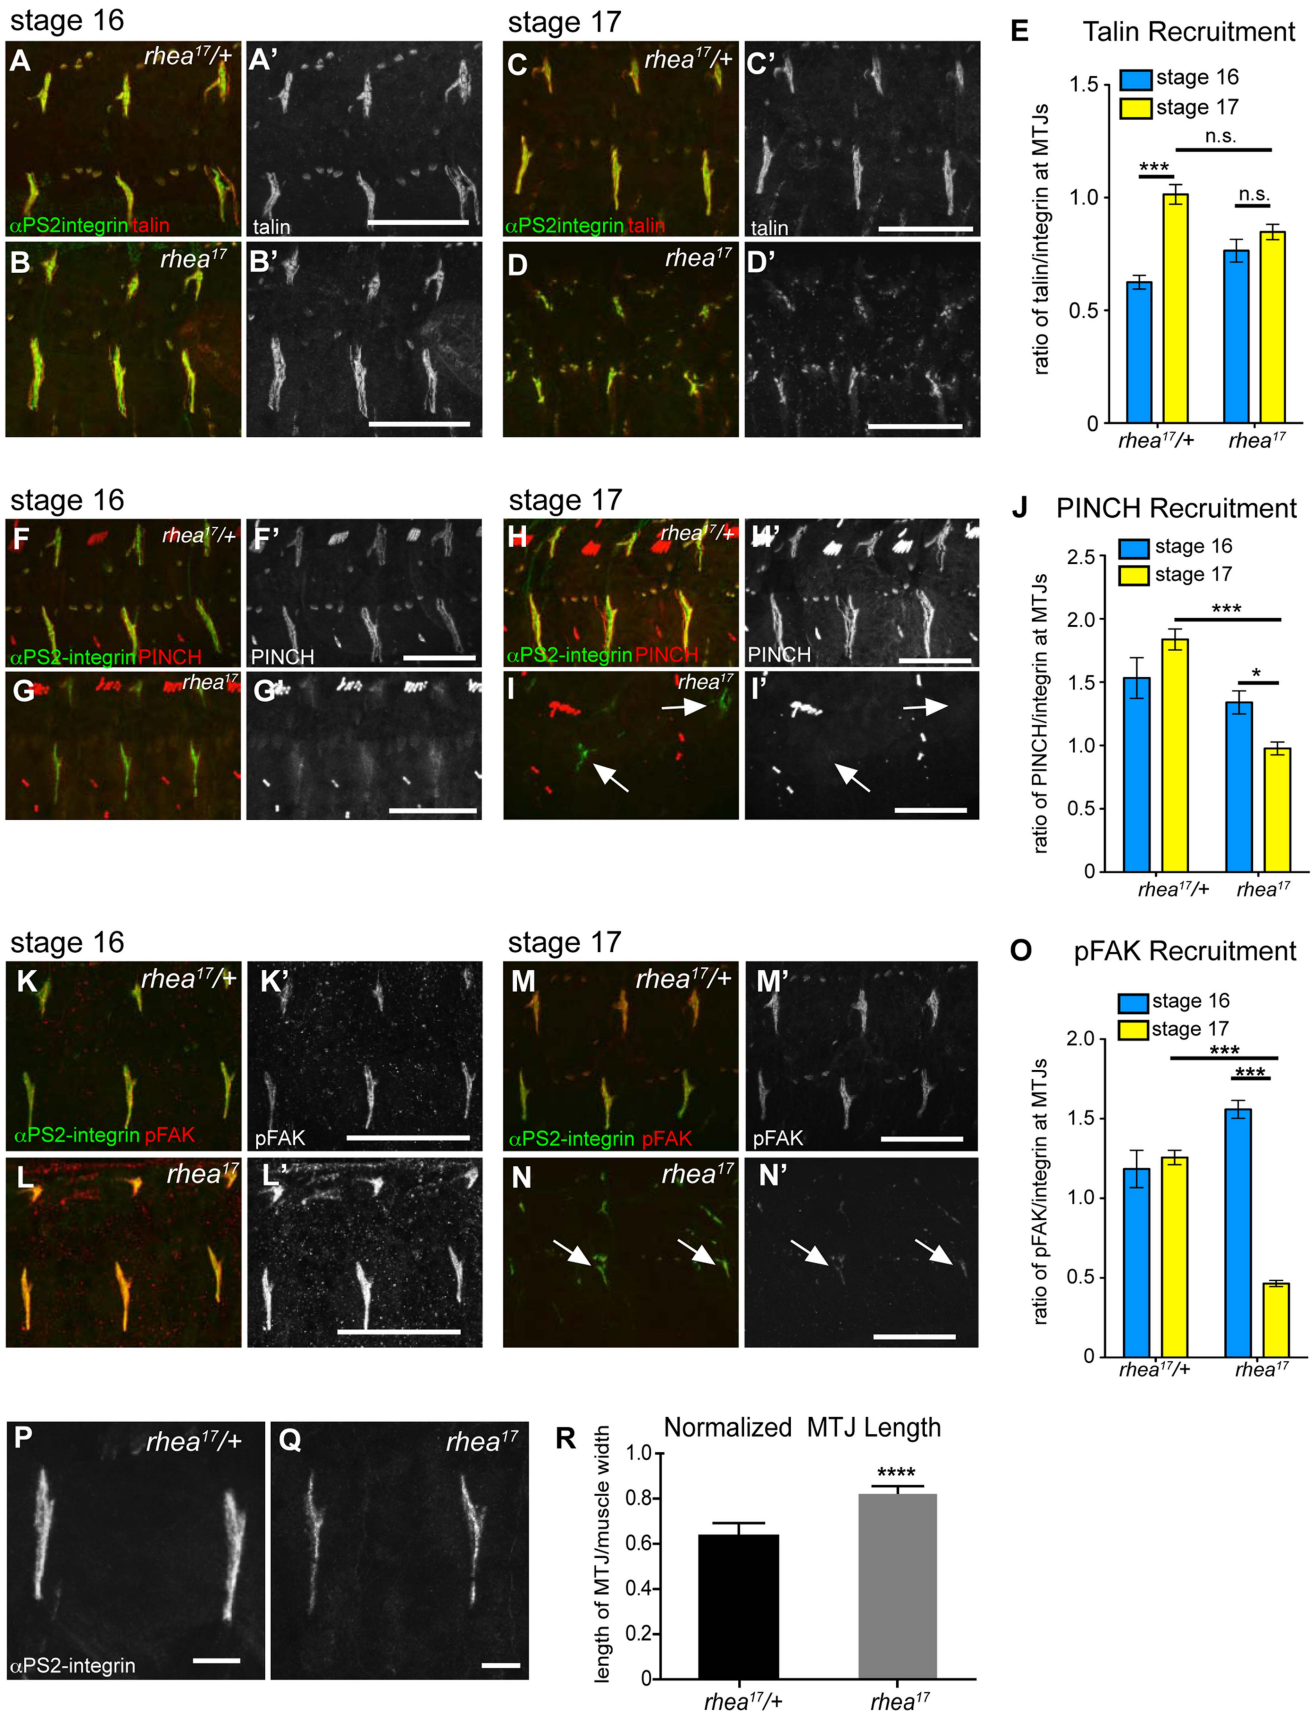 stage 16
stage 17
A
rhea¹⁷/+
αPS2integrin talin
A’
talin
C
rhea¹⁷/+
αPS2integrin talin
C’
talin
B
rhea¹⁷
B’
D
rhea¹⁷
D’
E Talin Recruitment
stage 16
stage 17
ratio of talin/integrin at MTJs
1.5
1.0
0.5
0
***
n.s.
n.s.
rhea¹⁷/+
rhea¹⁷
stage 16
stage 17
F
rhea¹⁷/+
αPS2-integrin PINCH
F’
PINCH
H
rhea¹⁷/+
αPS2-integrin PINCH
H’
PINCH
G
rhea¹⁷
G’
I
rhea¹⁷
I’
J PINCH Recruitment
stage 16
stage 17
ratio of PINCH/integrin at MTJs
2.5
2.0
1.5
1.0
0.5
0
***
*
rhea¹⁷/+
rhea¹⁷
stage 16
stage 17
K
rhea¹⁷/+
αPS2-integrin pFAK
K’
pFAK
M
rhea¹⁷/+
αPS2-integrin pFAK
M’
pFAK
L
rhea¹⁷
L’
N
rhea¹⁷
N’
O pFAK Recruitment
stage 16
stage 17
ratio of pFAK/integrin at MTJs
2.0
1.5
1.0
0.5
0
***
***
rhea¹⁷/+
rhea¹⁷
P
rhea¹⁷/+
αPS2-integrin
Q
rhea¹⁷
R Normalized MTJ Length
length of MTJ/muscle width
1.0
0.8
0.6
0.4
0.2
0
****
rhea¹⁷/+
rhea¹⁷